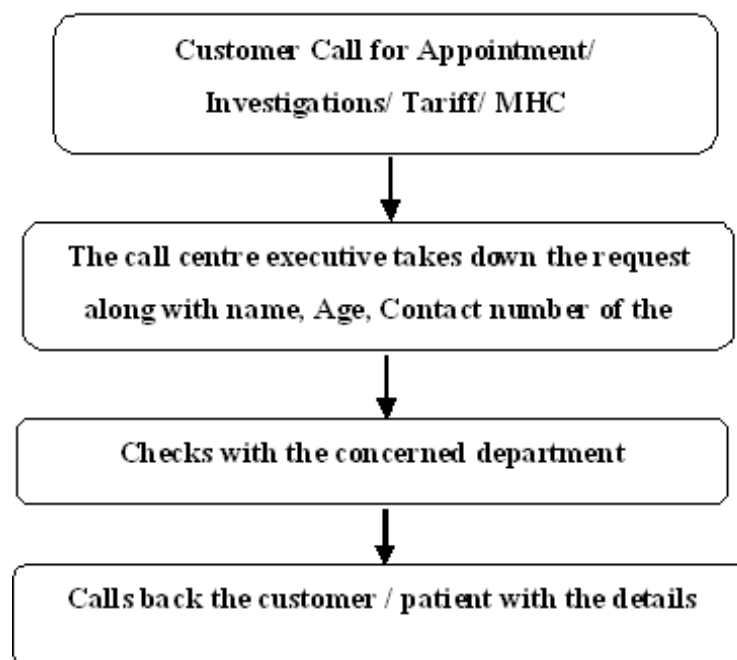 Customer Call for Appointment/
Investigations/ Tariff/ MHC
The call centre executive takes down the request
along with name, Age, Contact number of the
Checks with the concerned department
Calls back the customer / patient with the details